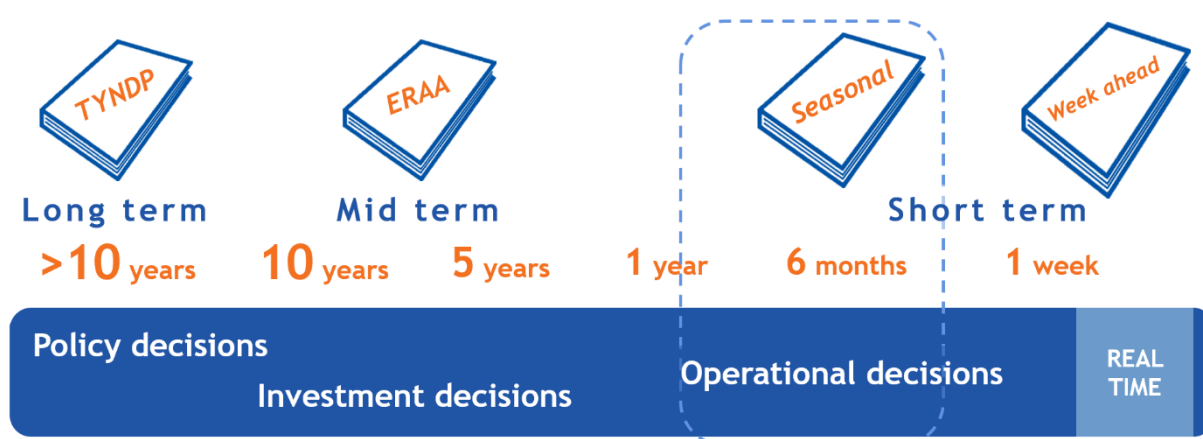 TYNDP
ERAA
Seasonal
Week ahead
Long term
Mid term
Short term
>10 years
10 years
5 years
1 year
6 months
1 week
Policy decisions
Investment decisions
Operational decisions
REAL
TIME